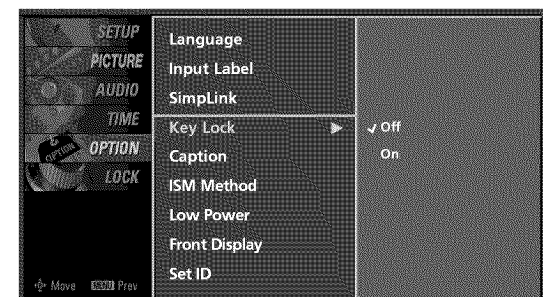 SETUP
PICTURE
AUDIO
TIME
OPTION
LOCK
Move MENU Prev
Language
Input Label
SimpLink
Key Lock
Caption
ISM Method
Low Power
Front Display
Set ID
Off
On